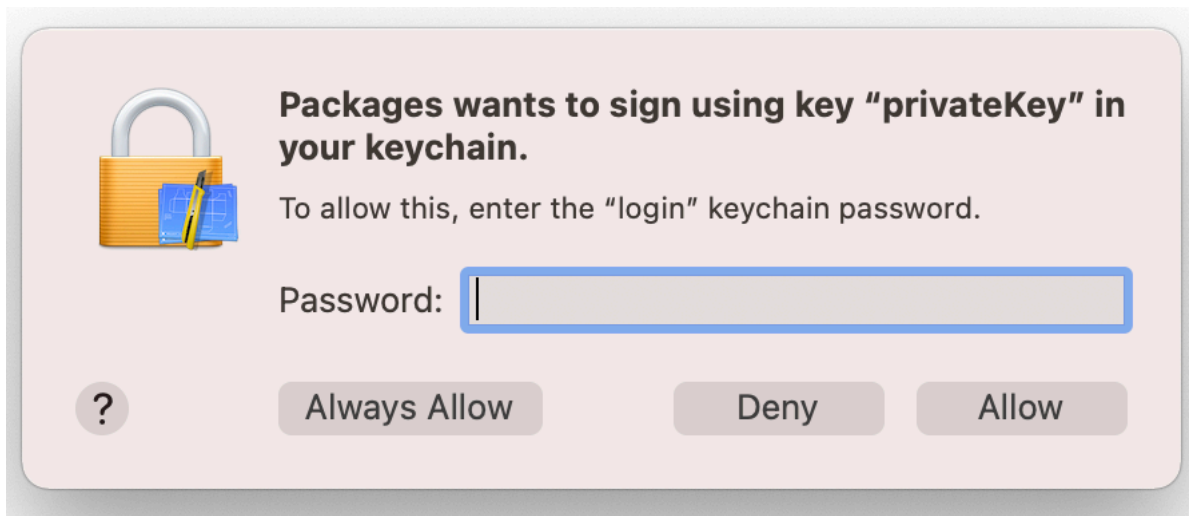 Packages wants to sign using key “privateKey” in
your keychain.
To allow this, enter the “login” keychain password.
Password:
?
Always Allow
Deny
Allow